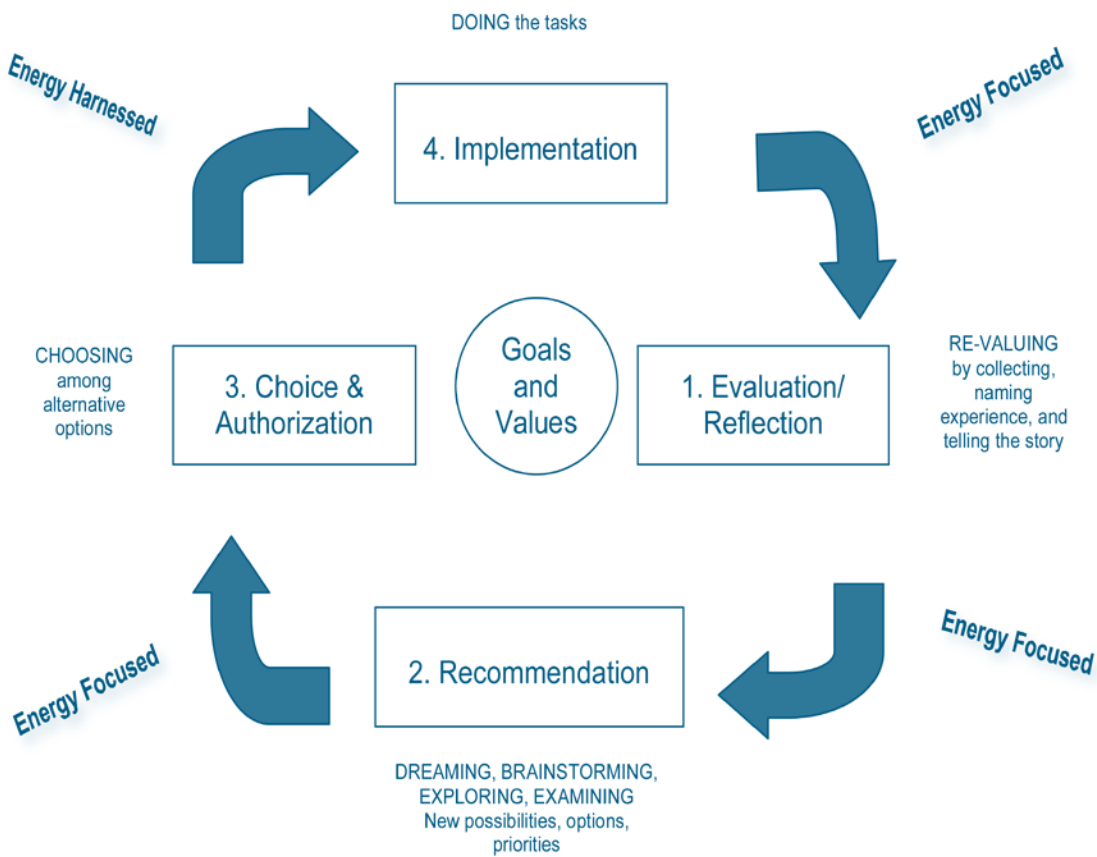 DOING the tasks
Energy Harnessed
Energy Focused
4. Implementation
CHOOSING
among
alternative
options
3. Choice &
Authorization
Goals
and
Values
1. Evaluation/
Reflection
RE-VALUING
by collecting,
naming
experience, and
telling the story
Energy Focused
2. Recommendation
Energy Focused
DREAMING, BRAINSTORMING,
EXPLORING, EXAMINING
New possibilities, options,
priorities